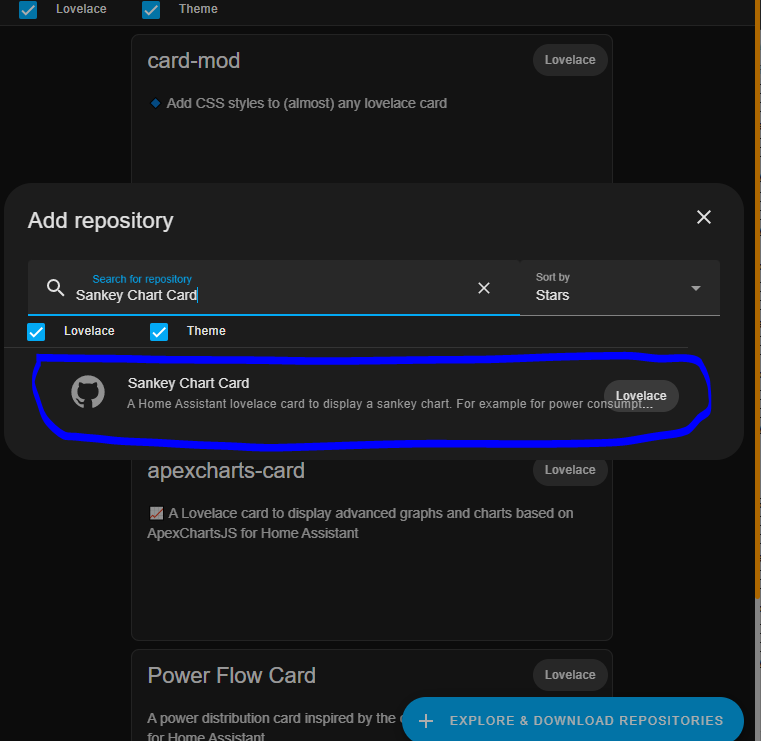 Lovelace
Theme
card-mod
Lovelace
Add CSS styles to (almost) any lovelace card
Add repository
Search for repository
Sankey Chart Card
Sort by
Stars
Lovelace
Theme
Sankey Chart Card
A Home Assistant lovelace card to display a sankey chart. For example for power consumpt...
Lovelace
apexcharts-card
Lovelace
A Lovelace card to display advanced graphs and charts based on
ApexChartsJS for Home Assistant
Power Flow Card
Lovelace
A power distribution card inspired by the
for Home Assistant
EXPLORE & DOWNLOAD REPOSITORIES